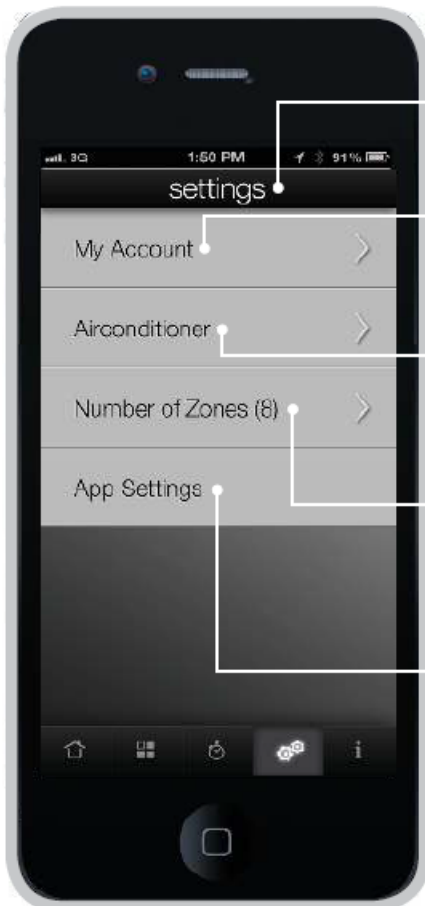 3G 1:50 PM 91%
settings
My Account
Airconditioner
Number of Zones (8)
App Settings
i